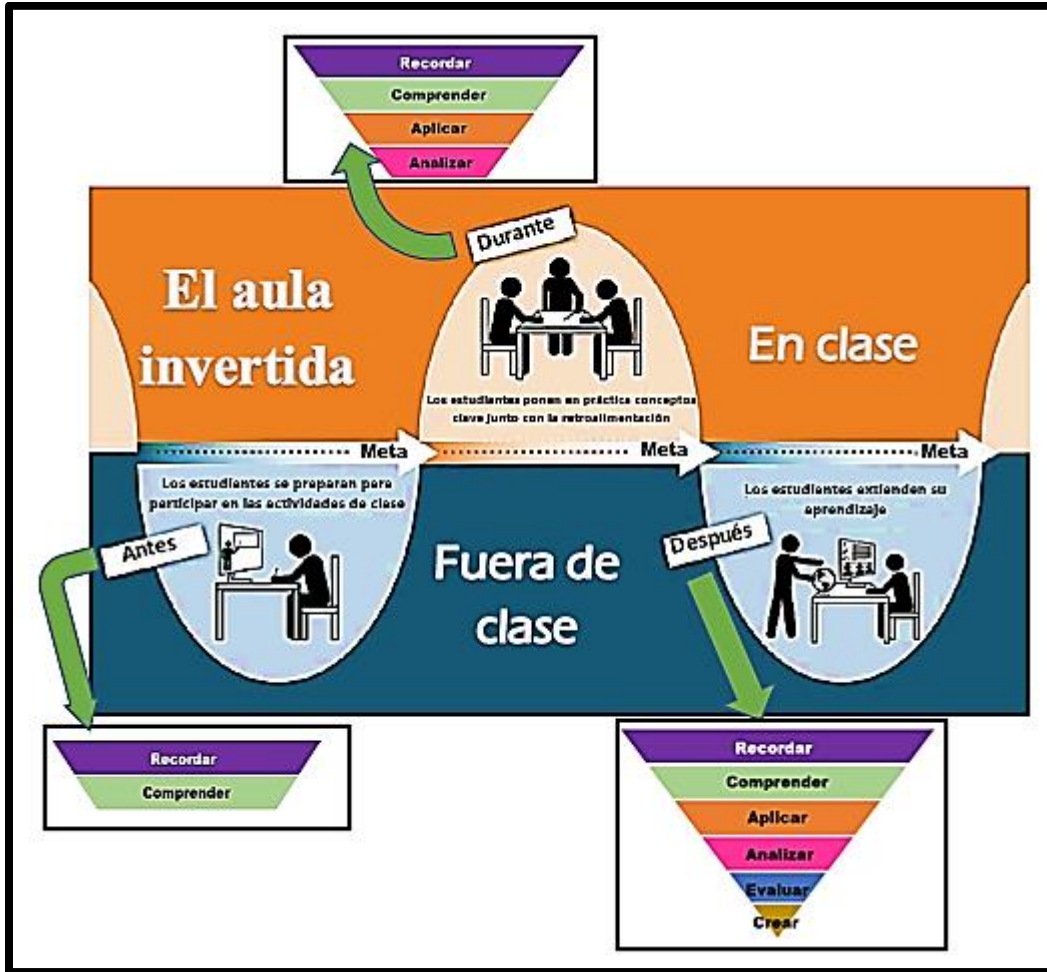 Recordar
Comprender
Aplicar
Analizar
Durante
El aula
invertida
En clase
Los estudiantes ponen en práctica conceptos
clave junto con la retroalimentación
Meta
Meta
Meta
Los estudiantes se preparan para
participar en las actividades de clase
Los estudiantes extienden su
aprendizaje
Antes
Fuera de
clase
Después
Recordar
Comprender
Recordar
Comprender
Aplicar
Analizar
Evaluar
Crear